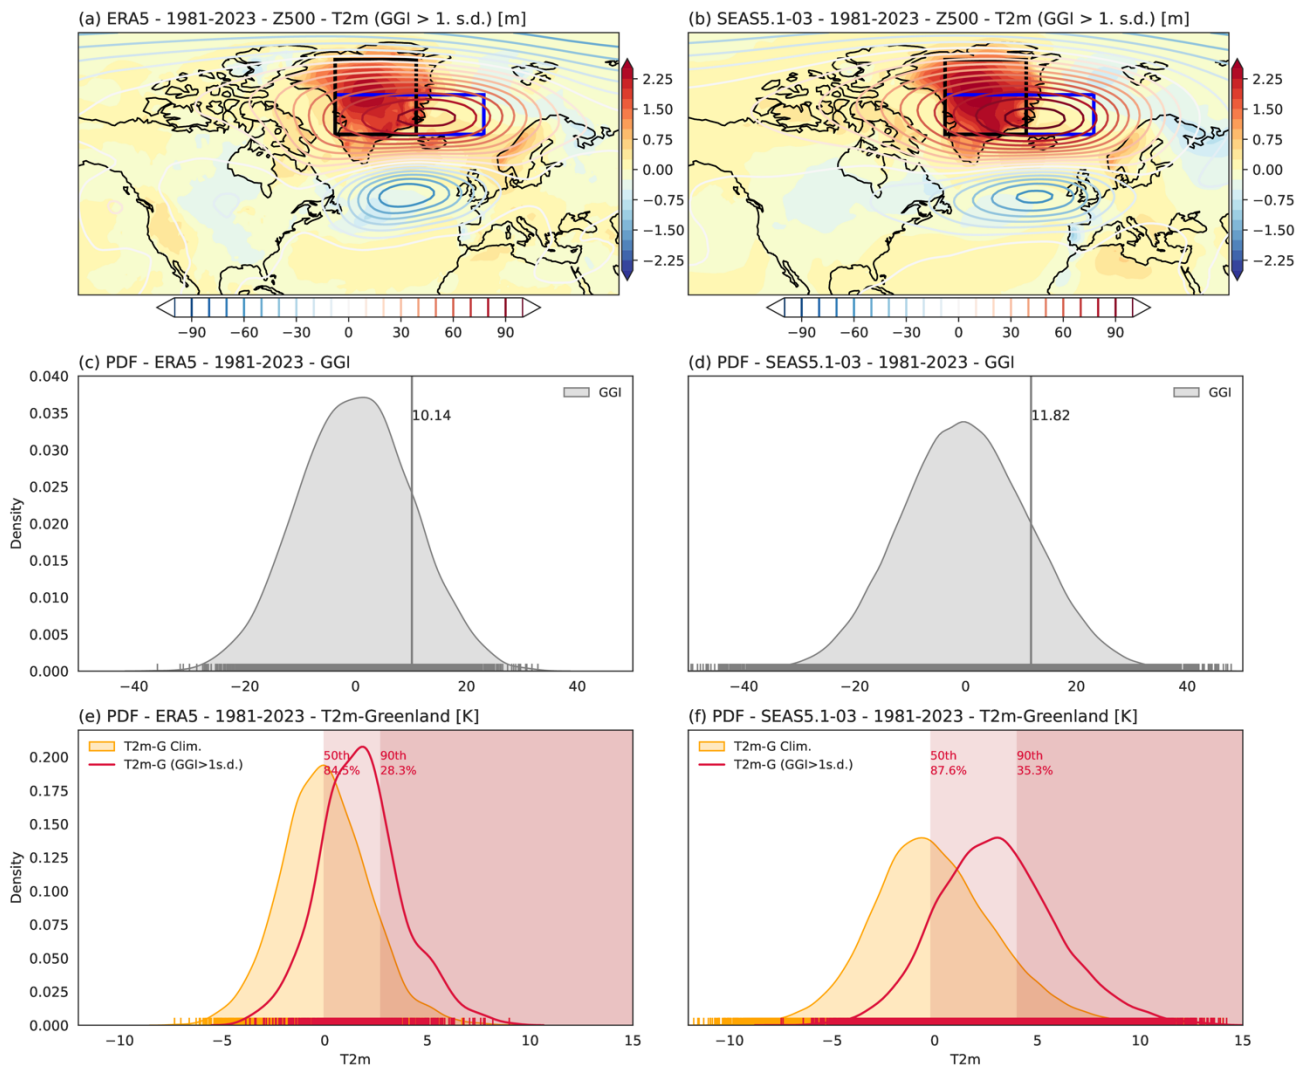 (a) ERA5 - 1981-2023 - Z500 - T2m (GGI > 1. s.d.) [m]
(b) SEAS5.1-03 - 1981-2023 - Z500 - T2m (GGI > 1. s.d.) [m]
2.25
1.50
0.75
0.00
−0.75
−1.50
−2.25
2.25
1.50
0.75
0.00
−0.75
−1.50
−2.25
−90 −60 −30 0 30 60 90
−90 −60 −30 0 30 60 90
(c) PDF - ERA5 - 1981-2023 - GGI
(d) PDF - SEAS5.1-03 - 1981-2023 - GGI
0.040
0.035
0.030
0.025
0.020
0.015
0.010
0.005
0.000
Density
GGI
10.14
GGI
11.82
−40 −20 0 20 40
−40 −20 0 20 40
(e) PDF - ERA5 - 1981-2023 - T2m-Greenland [K]
(f) PDF - SEAS5.1-03 - 1981-2023 - T2m-Greenland [K]
0.200
0.175
0.150
0.125
0.100
0.075
0.050
0.025
0.000
Density
T2m-G Clim.
T2m-G (GGI>1s.d.)
50th
84.5%
90th
28.3%
T2m-G Clim.
T2m-G (GGI>1s.d.)
50th
87.6%
90th
35.3%
−10 −5 0 5 10 15
T2m
−10 −5 0 5 10 15
T2m